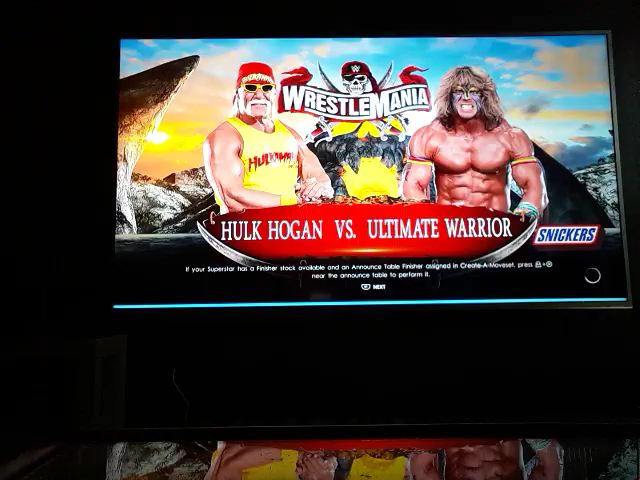 HULKAMANIA
W
WRESTLEMANIA
HULKAMANIA
HULK HOGAN VS. ULTIMATE WARRIOR
SNICKERS
If your Superstar has a Finisher stock available and an Announce Table Finisher assigned in Create-A-Moveset, press
near the announce table to perform it.
NEXT